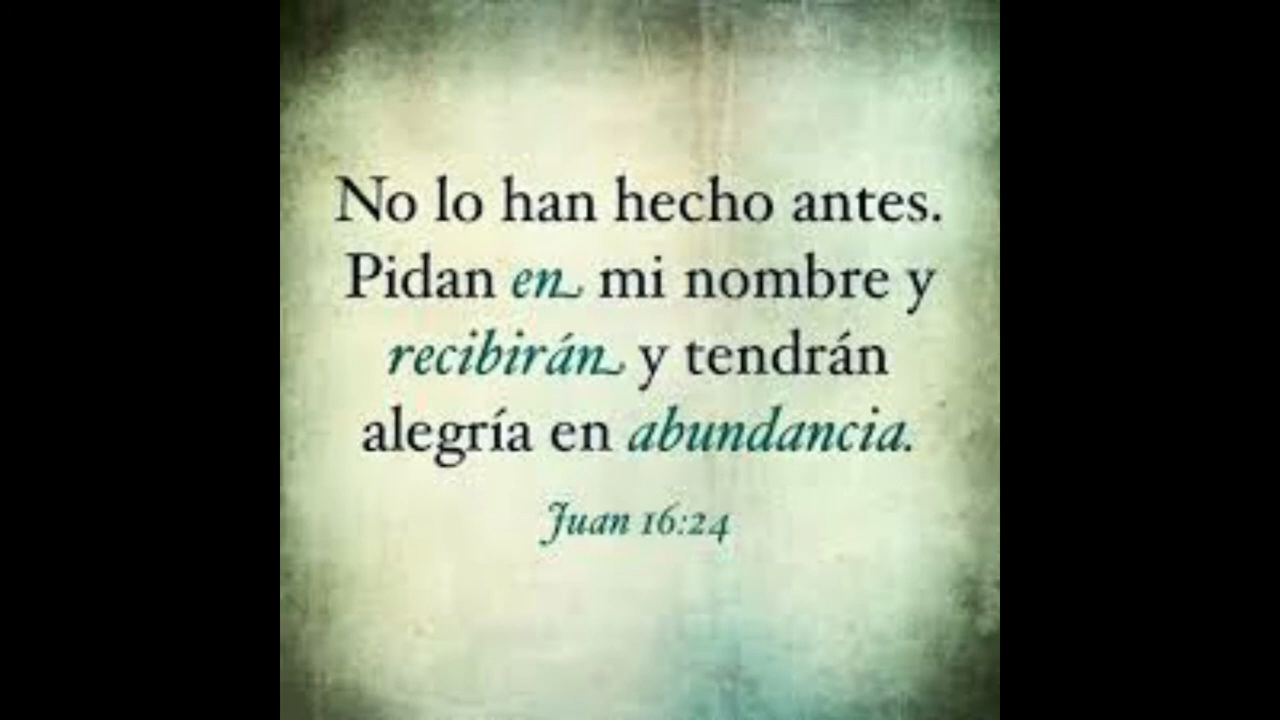 No lo han hecho antes.
Pidan en mi nombre y
recibirán y tendrán
alegría en abundancia.
Juan 16:24